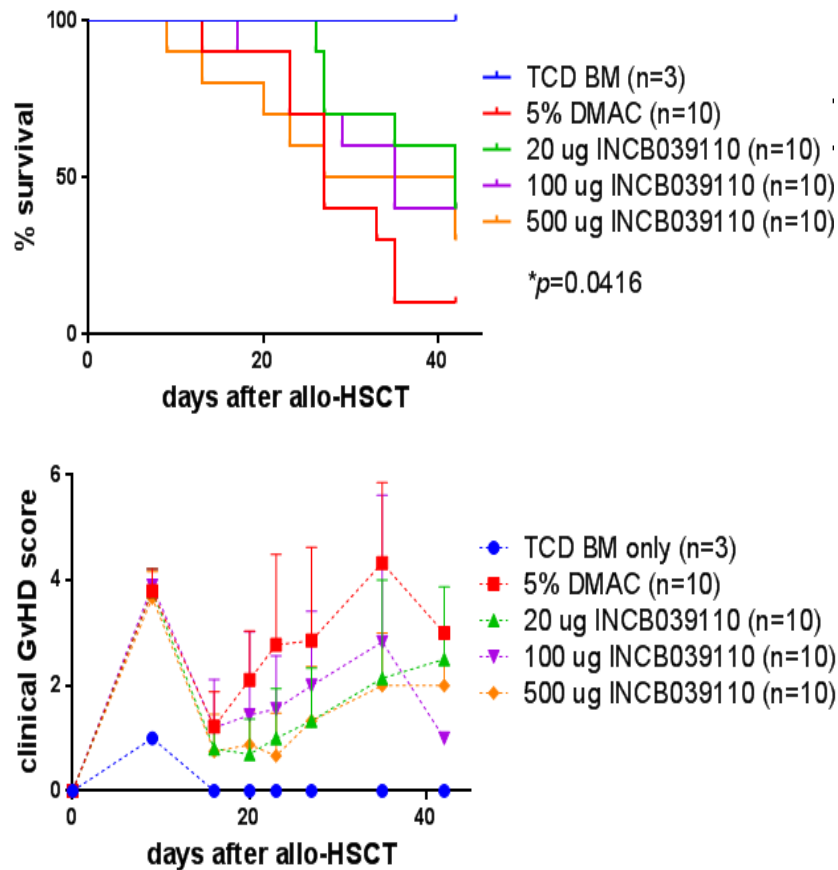 100
50
0
% survival
0
20
40
days after allo-HSCT
TCD BM (n=3)
5% DMAC (n=10)
20 ug INCB039110 (n=10)
100 ug INCB039110 (n=10)
500 ug INCB039110 (n=10)
*p=0.0416
6
4
2
0
clinical GvHD score
0
20
40
days after allo-HSCT
TCD BM only (n=3)
5% DMAC (n=10)
20 ug INCB039110 (n=10)
100 ug INCB039110 (n=10)
500 ug INCB039110 (n=10)